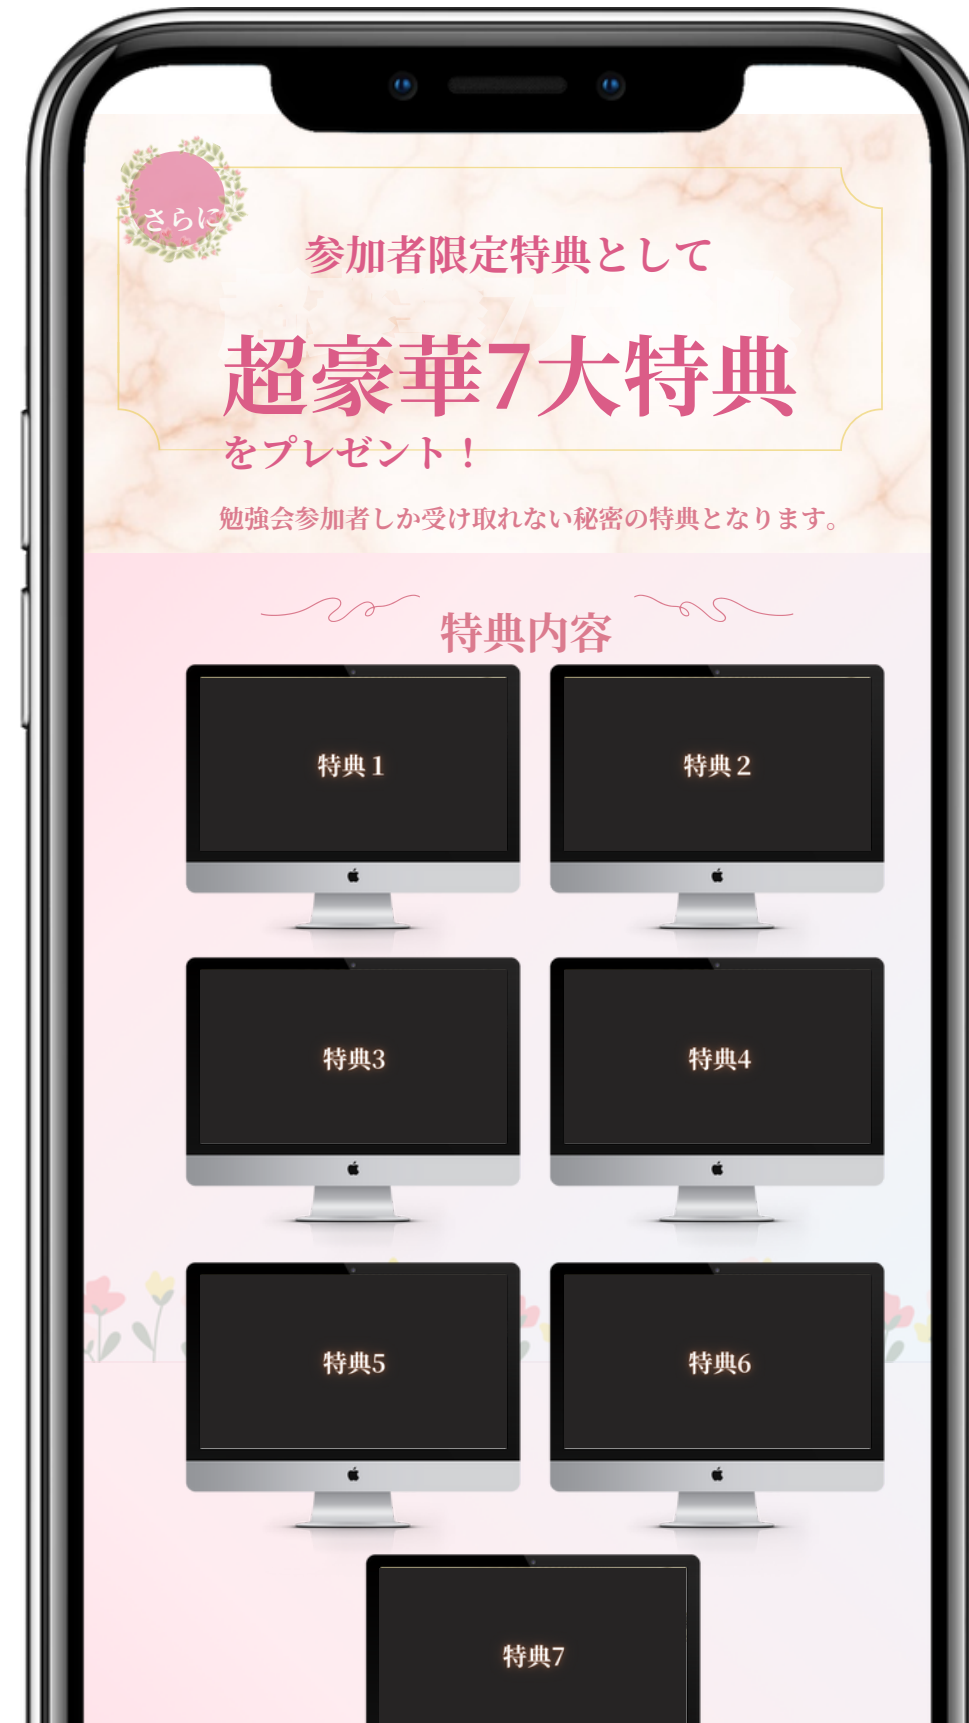 さらに
参加者限定特典として
超豪華7大特典
をプレゼント！
勉強会参加者しか受け取れない秘密の特典となります。
特典内容
特典１
特典２
特典3
特典4
特典5
特典6
特典7